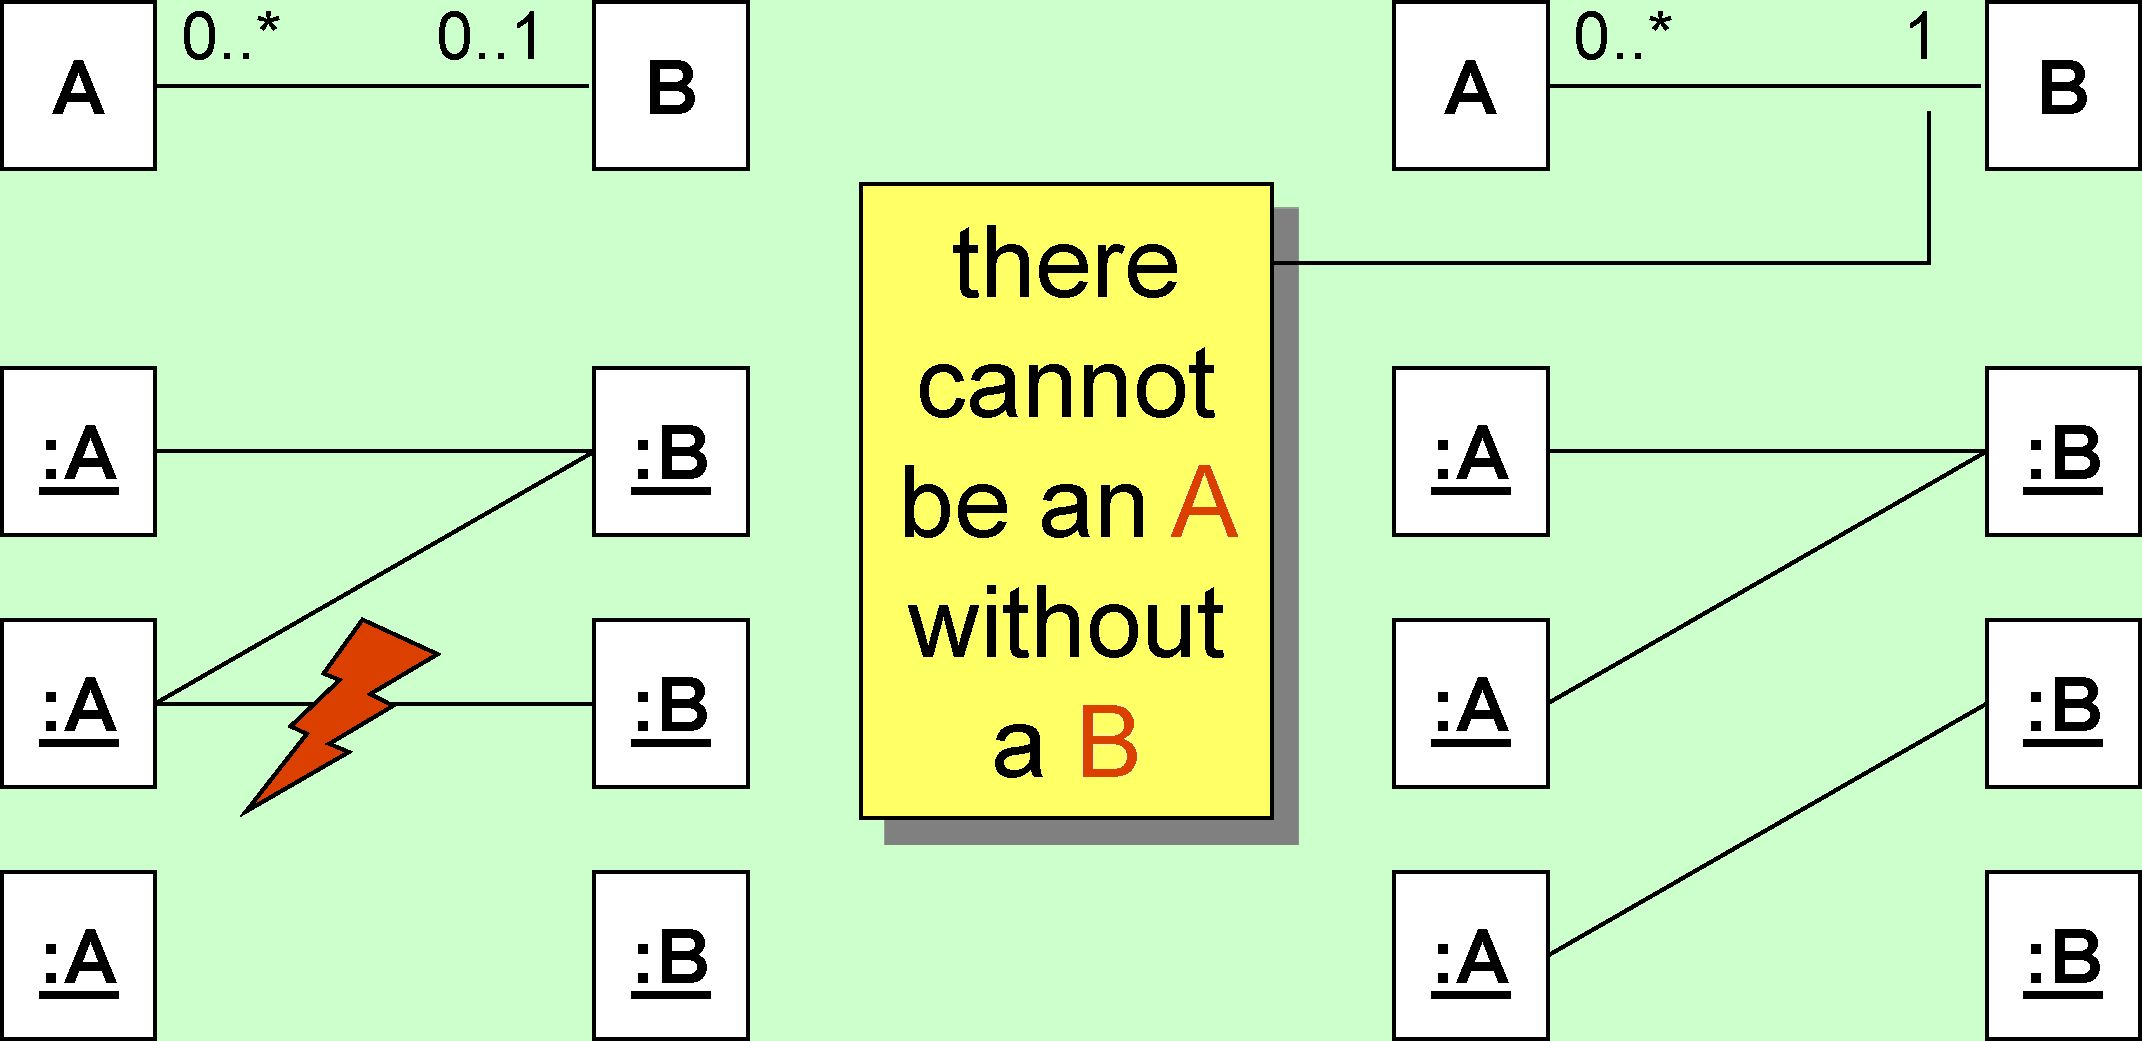 A 0..* 0..1 B
A 0..* 1 B
there
cannot
be an A
without
a B
:A :B
:A :B
:A :B
:A :B
:A :B
:A :B